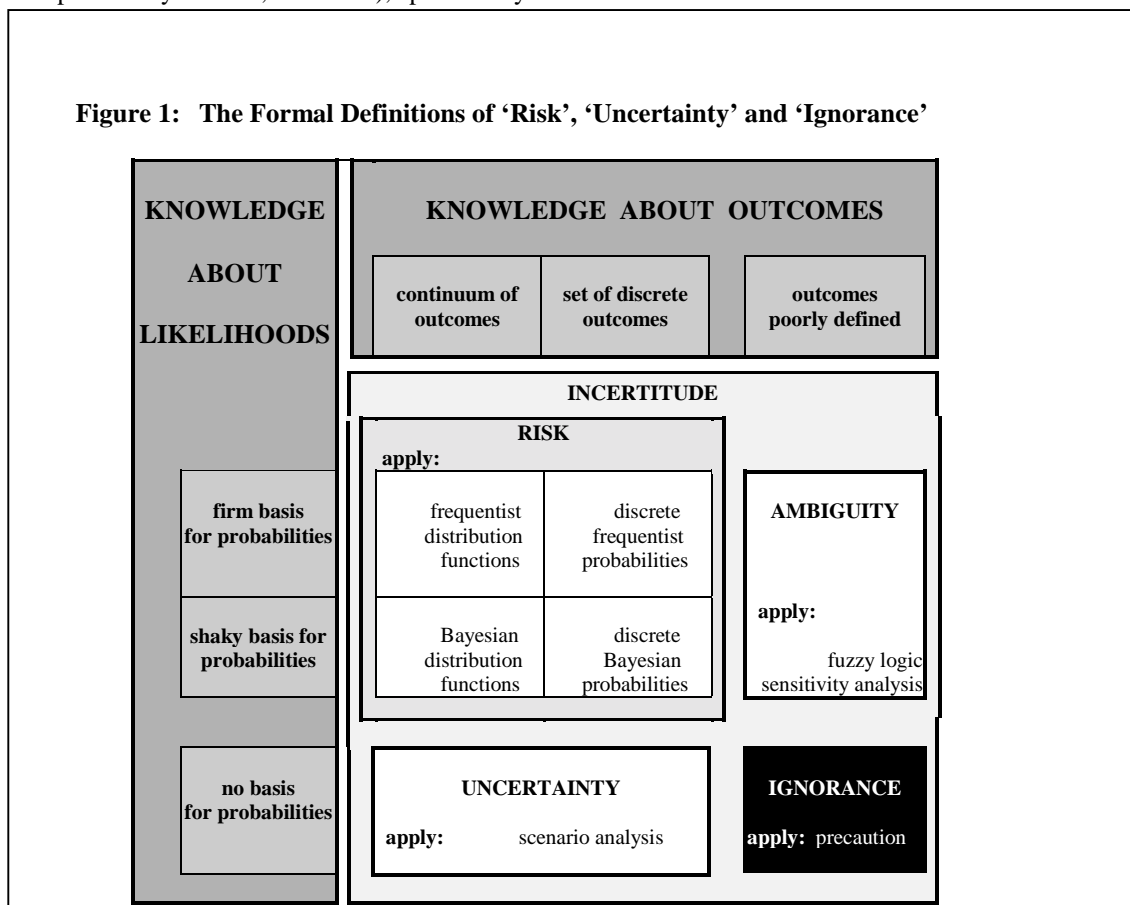 Figure 1: The Formal Definitions of ‘Risk’, ‘Uncertainty’ and ‘Ignorance’
KNOWLEDGE
ABOUT
LIKELIHOODS
KNOWLEDGE ABOUT OUTCOMES
continuum of
outcomes
set of discrete
outcomes
outcomes
poorly defined
INCERTITUDE
RISK
apply:
firm basis
for probabilities
frequentist
distribution
functions
discrete
frequentist
probabilities
AMBIGUITY
apply:
fuzzy logic
sensitivity analysis
shaky basis for
probabilities
Bayesian
distribution
functions
discrete
Bayesian
probabilities
no basis
for probabilities
UNCERTAINTY
apply: scenario analysis
IGNORANCE
apply: precaution